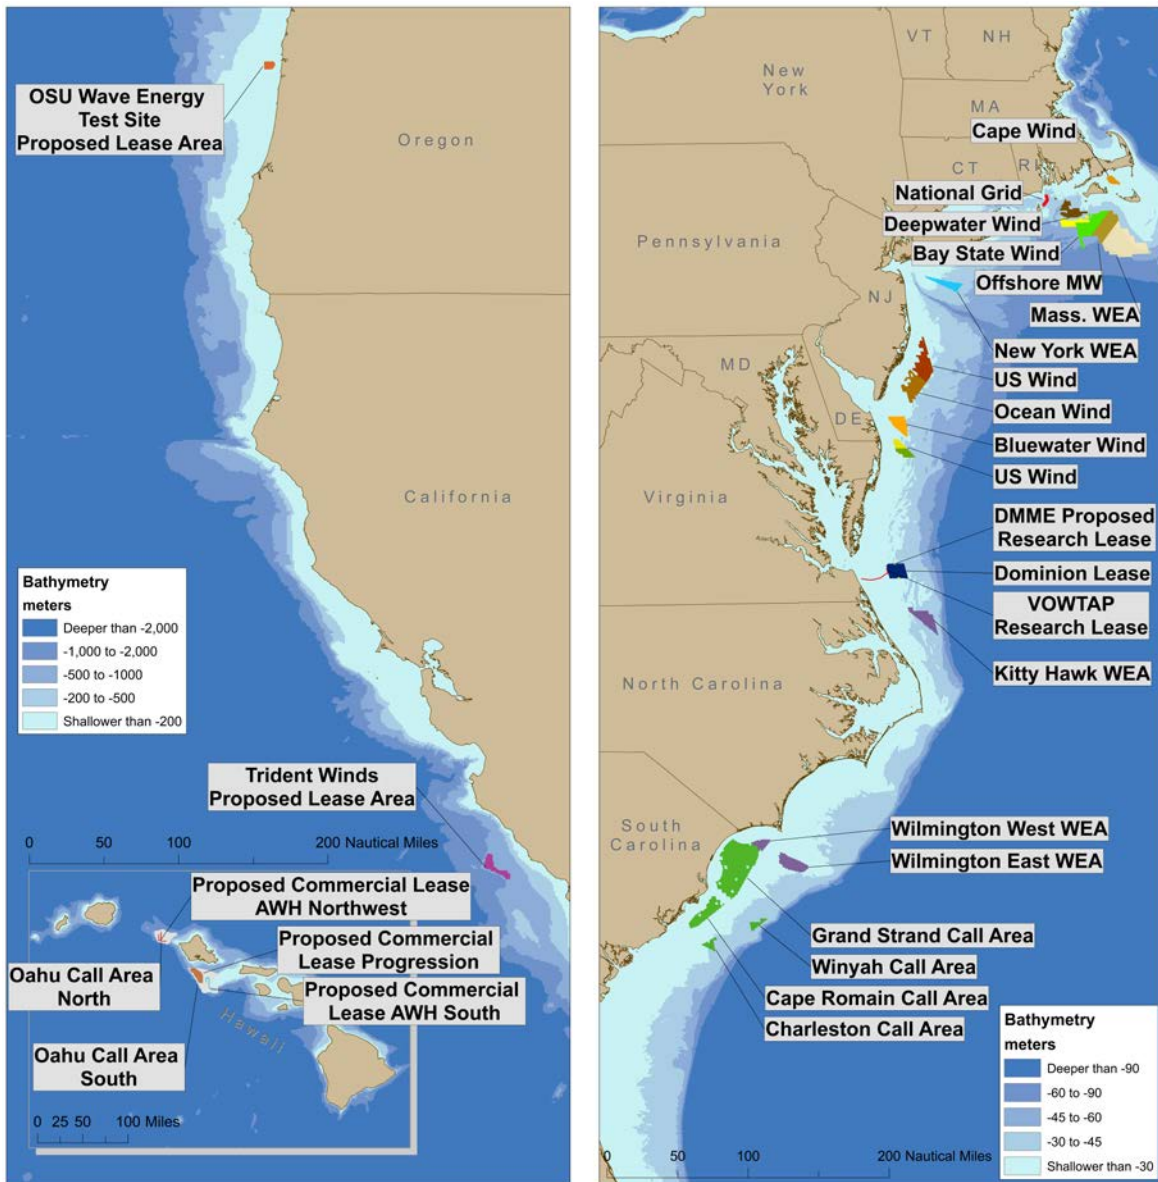 OSU Wave Energy
Test Site
Proposed Lease Area
Oregon
California
Bathymetry
meters
Deeper than -2,000
-1,000 to -2,000
-500 to -1000
-200 to -500
Shallower than -200
Trident Winds
Proposed Lease Area
0 50 100 200 Nautical Miles
Proposed Commercial Lease
AWH Northwest
Proposed Commercial
Lease Progression
Oahu Call Area
North
Proposed Commercial
Lease AWH South
Hawaii
Oahu Call Area
South
0 25 50 100 Miles
VT
NH
New
York
MA
Cape Wind
CT
RI
National Grid
Deepwater Wind
Pennsylvania
Bay State Wind
Offshore MW
NJ
Mass. WEA
New York WEA
MD
US Wind
Ocean Wind
DE
Bluewater Wind
US Wind
Virginia
DMME Proposed
Research Lease
Dominion Lease
VOWTAP
Research Lease
Kitty Hawk WEA
North Carolina
South
Carolina
Wilmington West WEA
Wilmington East WEA
Grand Strand Call Area
Winyah Call Area
Cape Romain Call Area
Charleston Call Area
Bathymetry
meters
Deeper than -90
-60 to -90
-45 to -60
-30 to -45
Shallower than -30
0 50 100 200 Nautical Miles